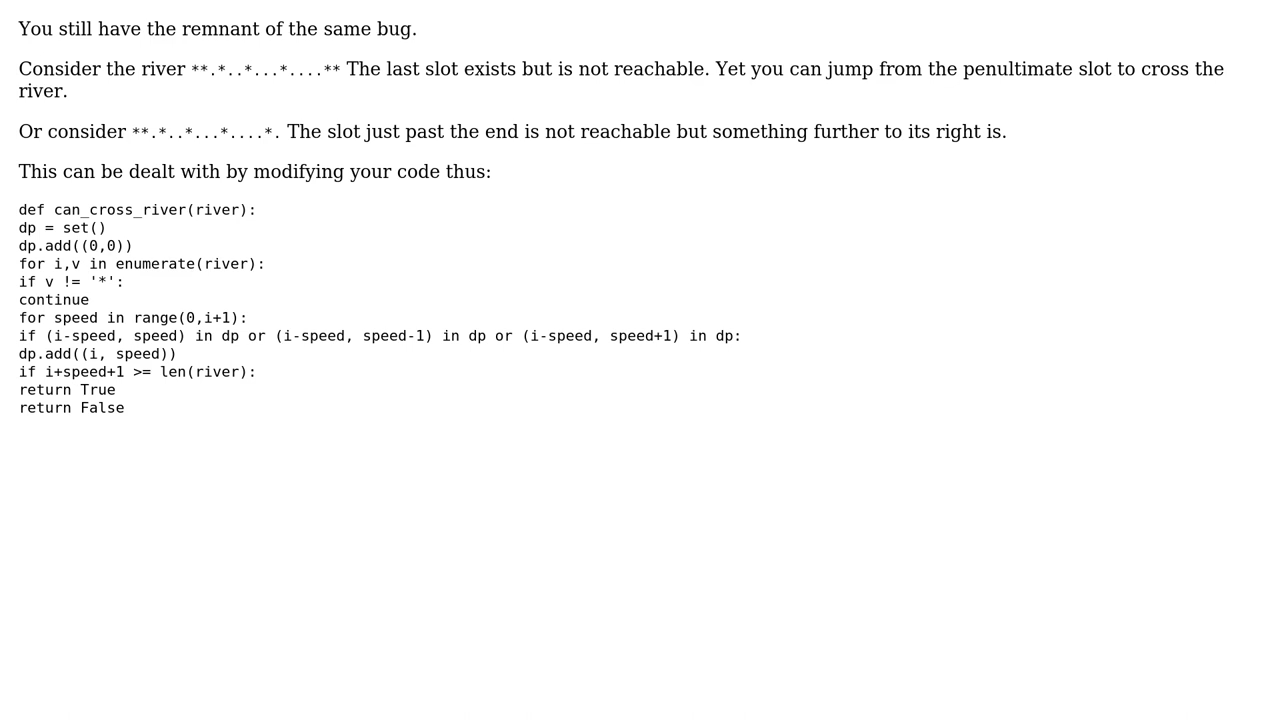 You still have the remnant of the same bug.
Consider the river **.*..*...*....** The last slot exists but is not reachable. Yet you can jump from the penultimate slot to cross the
river.
Or consider **.*..*...*....*. The slot just past the end is not reachable but something further to its right is.
This can be dealt with by modifying your code thus:
def can_cross_river(river):
dp = set()
dp.add((0,0))
for i,v in enumerate(river):
if v != '*':
continue
for speed in range(0,i+1):
if (i-speed, speed) in dp or (i-speed, speed-1) in dp or (i-speed, speed+1) in dp:
dp.add((i, speed))
if i+speed+1 >= len(river):
return True
return False